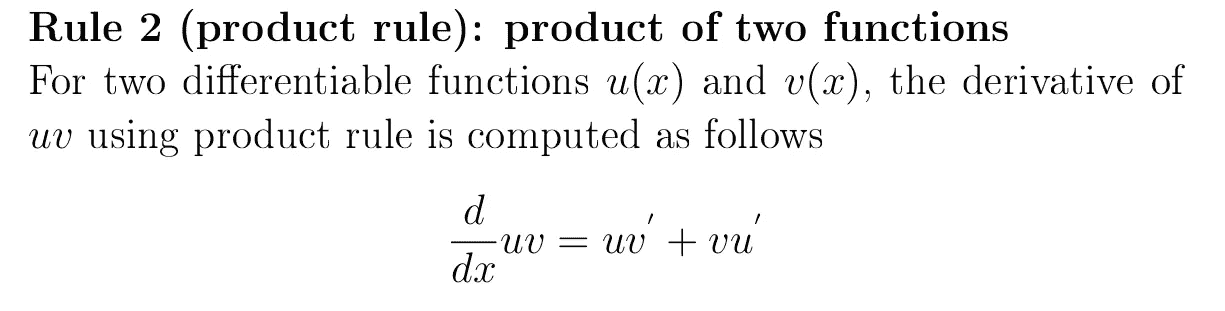 Rule 2 (product rule): product of two functions
For two differentiable functions u(x) and v(x), the derivative of
uv using product rule is computed as follows
\frac{d}{dx}uv = uv^{'} + vu^{'}